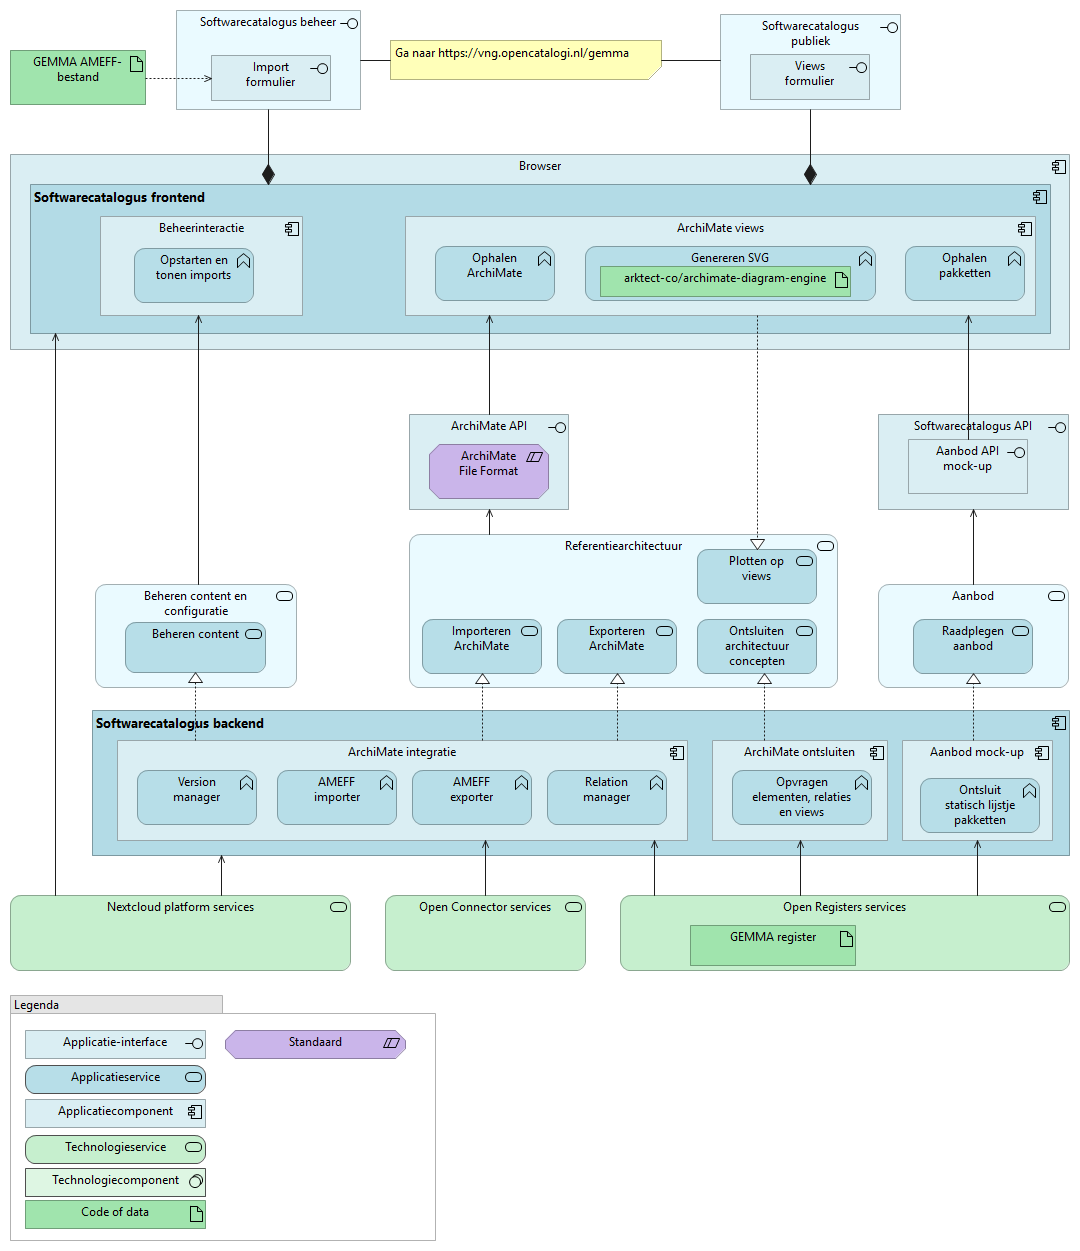 Softwarecatalogus beheer
Import
formulier
GEMMA AMEFF-
bestand
Ga naar https://vng.opencatalogi.nl/gemma
Softwarecatalogus
publiek
Views
formulier
Browser
Softwarecatalogus frontend
Beheerinteractie
Opstarten en
tonen imports
ArchiMate views
Ophalen
ArchiMate
Genereren SVG
arktect-co/archimate-diagram-engine
Ophalen
pakketten
ArchiMate API
ArchiMate
File Format
Softwarecatalogus API
Aanbod API
mock-up
Referentiearchitectuur
Plotten op
views
Importeren
ArchiMate
Exporteren
ArchiMate
Ontsluiten
architectuur
concepten
Beheren content en
configuratie
Beheren content
Aanbod
Raadplegen
aanbod
Softwarecatalogus backend
ArchiMate integratie
Version
manager
AMEFF
importer
AMEFF
exporter
Relation
manager
ArchiMate ontsluiten
Opvragen
elementen, relaties
en views
Aanbod mock-up
Ontsluit
statisch lijstje
pakketten
Nextcloud platform services
Open Connector services
Open Registers services
GEMMA register
Legenda
Applicatie-interface
Standaard
Applicatieservice
Applicatiecomponent
Technologieservice
Technologiecomponent
Code of data